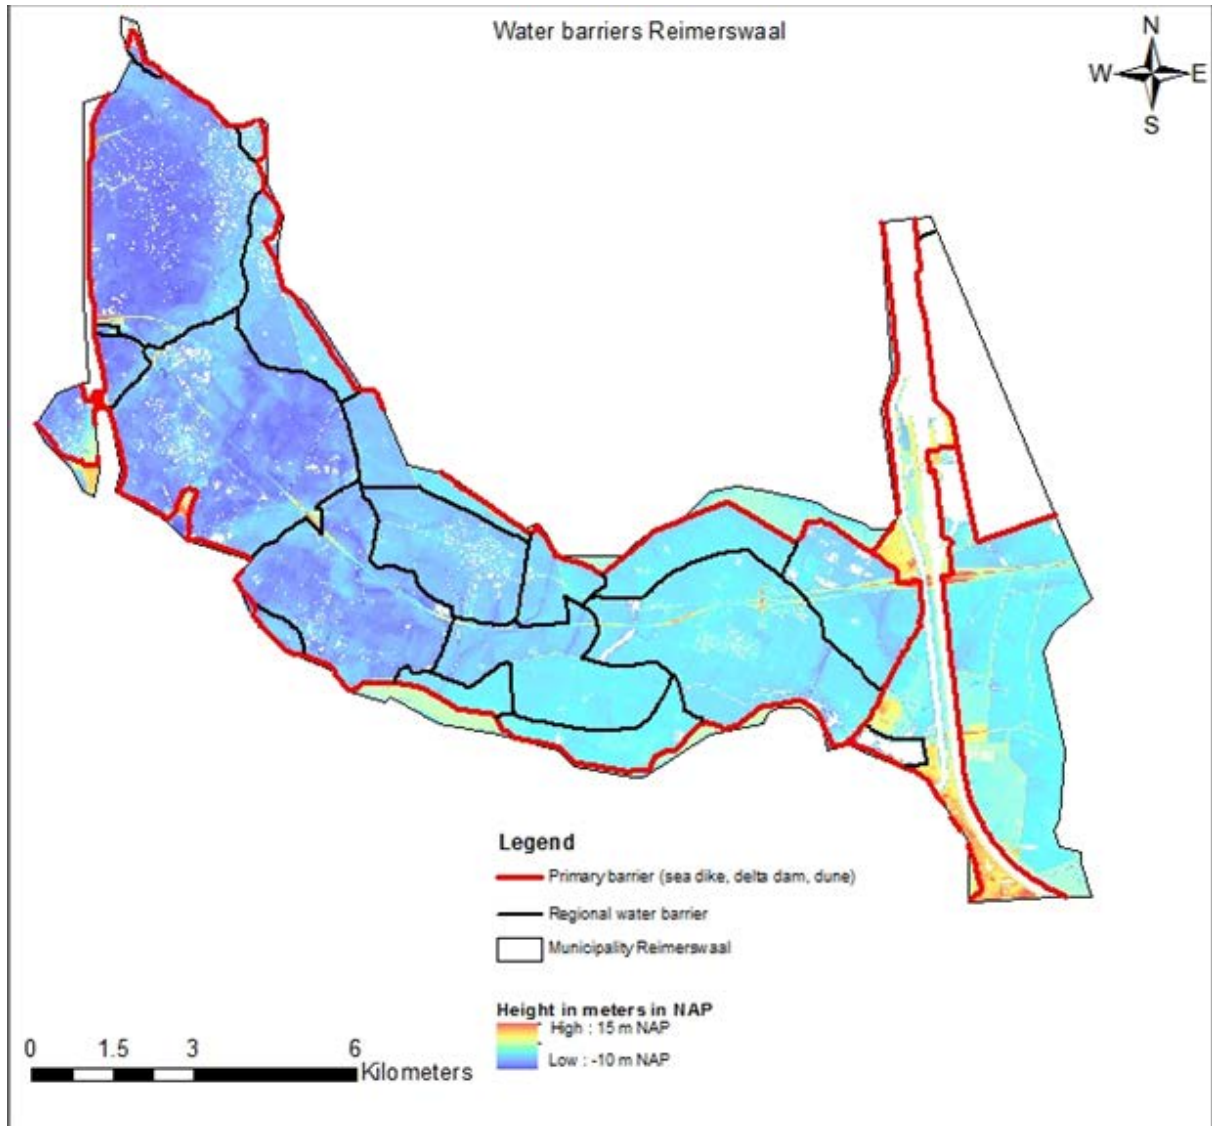 Water barriers Reimerswaal
N
W E
S
Legend
Primary barrier (sea dike, delta dam, dune)
Regional water barrier
Municipality Reimerswaal
Height in meters in NAP
High : 15 m NAP
Low : -10 m NAP
0 1.5 3 6
Kilometers